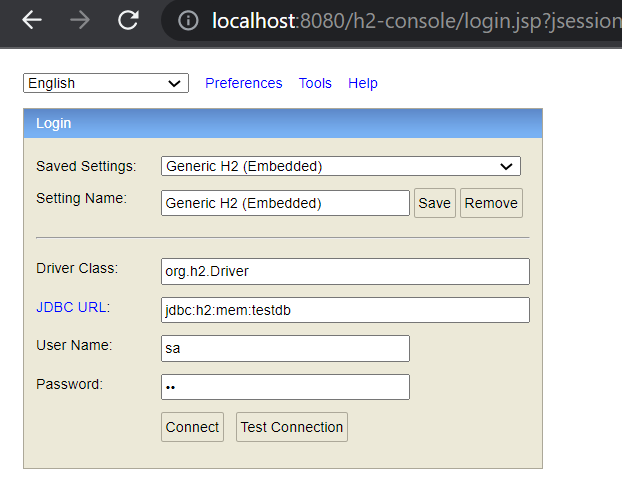 localhost:8080/h2-console/login.jsp?jsession
English Preferences Tools Help
Login
Saved Settings: Generic H2 (Embedded)
Setting Name: Generic H2 (Embedded) Save Remove
Driver Class: org.h2.Driver
JDBC URL: jdbc:h2:mem:testdb
User Name: sa
Password: ••
Connect Test Connection